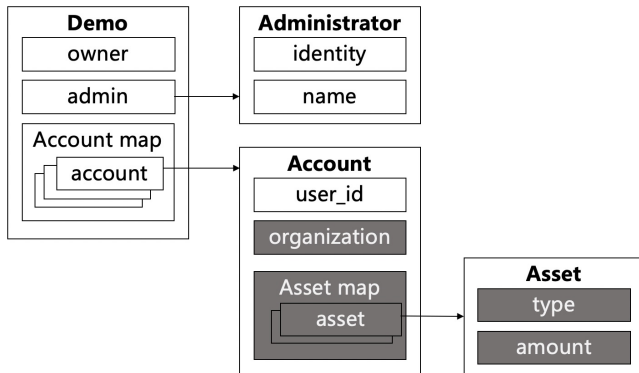 Demo
owner
admin
Account map
account
Administrator
identity
name
Account
user_id
organization
Asset map
asset
Asset
type
amount